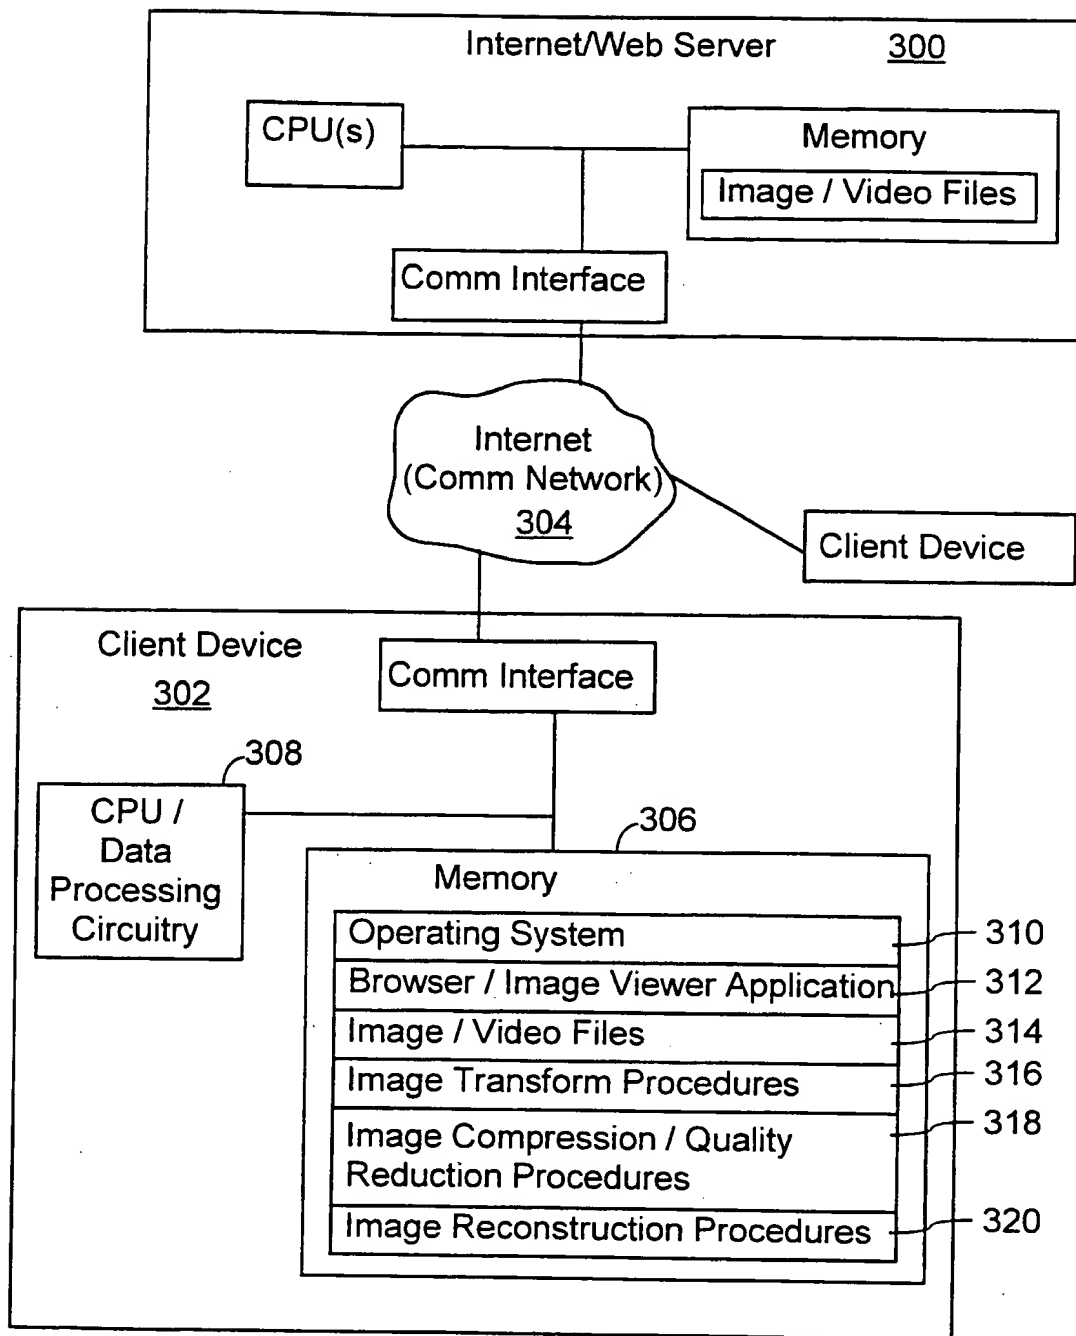 Internet/Web Server 300
CPU(s)
Memory
Image / Video Files
Comm Interface
Internet
(Comm Network)
304
Client Device
Client Device
302
Comm Interface
308
CPU /
Data
Processing
Circuitry
306
Memory
Operating System 310
Browser / Image Viewer Application 312
Image / Video Files 314
Image Transform Procedures 316
Image Compression / Quality 318
Reduction Procedures
Image Reconstruction Procedures 320